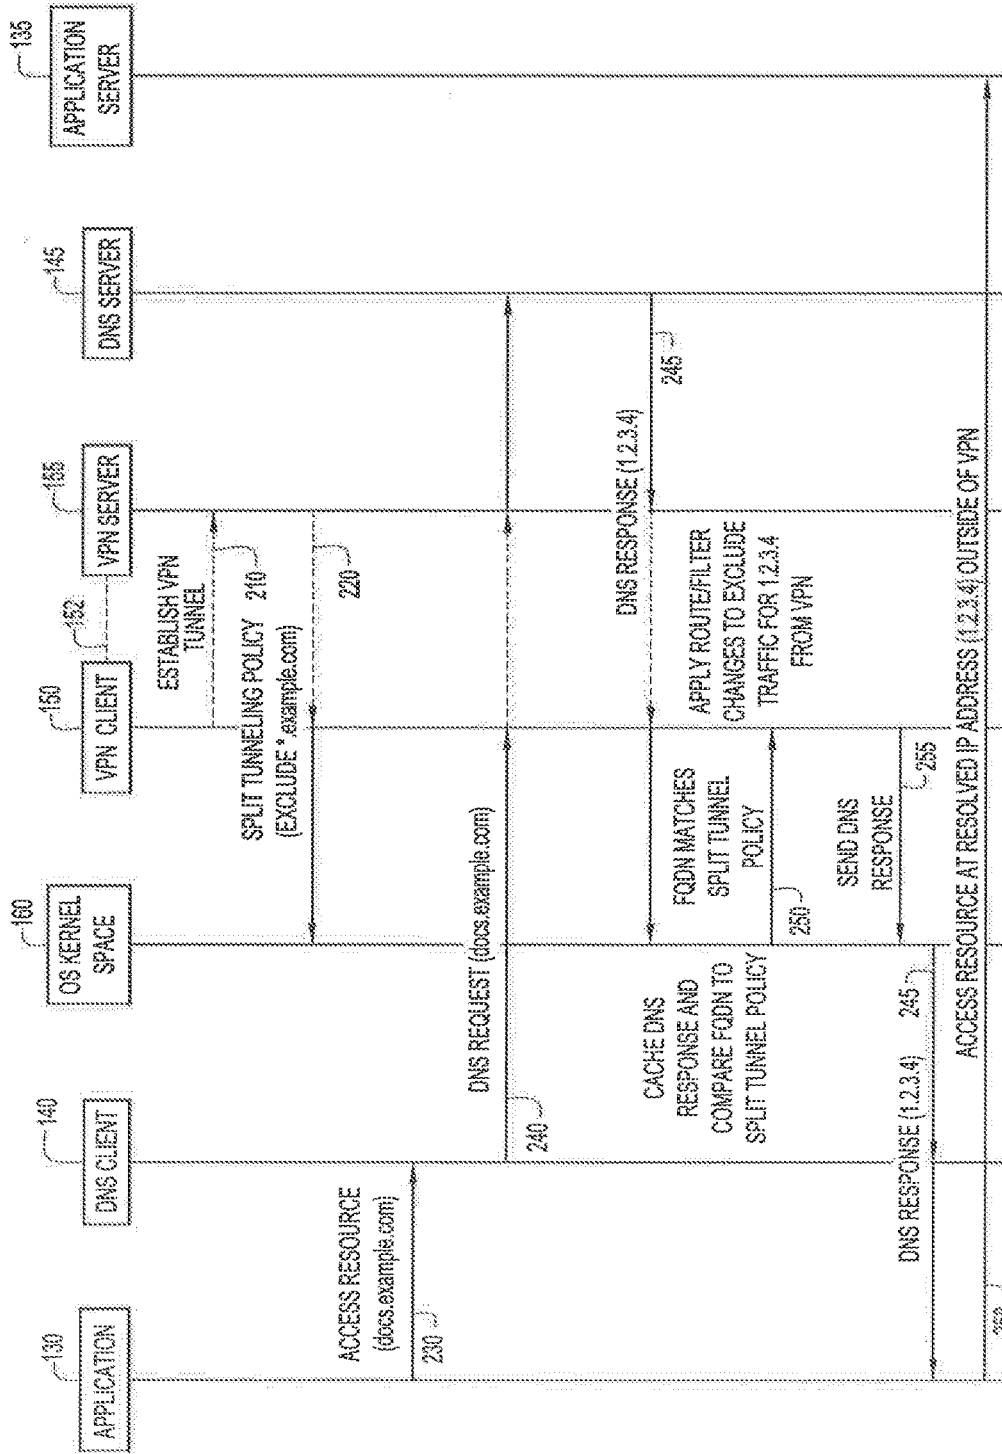 130
APPLICATION
140
DNS CLIENT
160
OS KERNEL
SPACE
150
VPN CLIENT
152
155
VPN SERVER
145
DNS SERVER
135
APPLICATION
SERVER
ESTABLISH VPN
TUNNEL
210
SPLIT TUNNELING POLICY
(EXCLUDE *.example.com)
220
ACCESS RESOURCE
(docs.example.com)
230
DNS REQUEST (docs.example.com)
240
DNS RESPONSE (1.2.3.4)
245
CACHE DNS
RESPONSE AND
COMPARE FQDN TO
SPLIT TUNNEL POLICY
FQDN MATCHES
SPLIT TUNNEL
POLICY
250
APPLY ROUTE/FILTER
CHANGES TO EXCLUDE
TRAFFIC FOR 1.2.3.4
FROM VPN
SEND DNS
RESPONSE
255
DNS RESPONSE (1.2.3.4)
245
ACCESS RESOURCE AT RESOLVED IP ADDRESS (1.2.3.4) OUTSIDE OF VPN